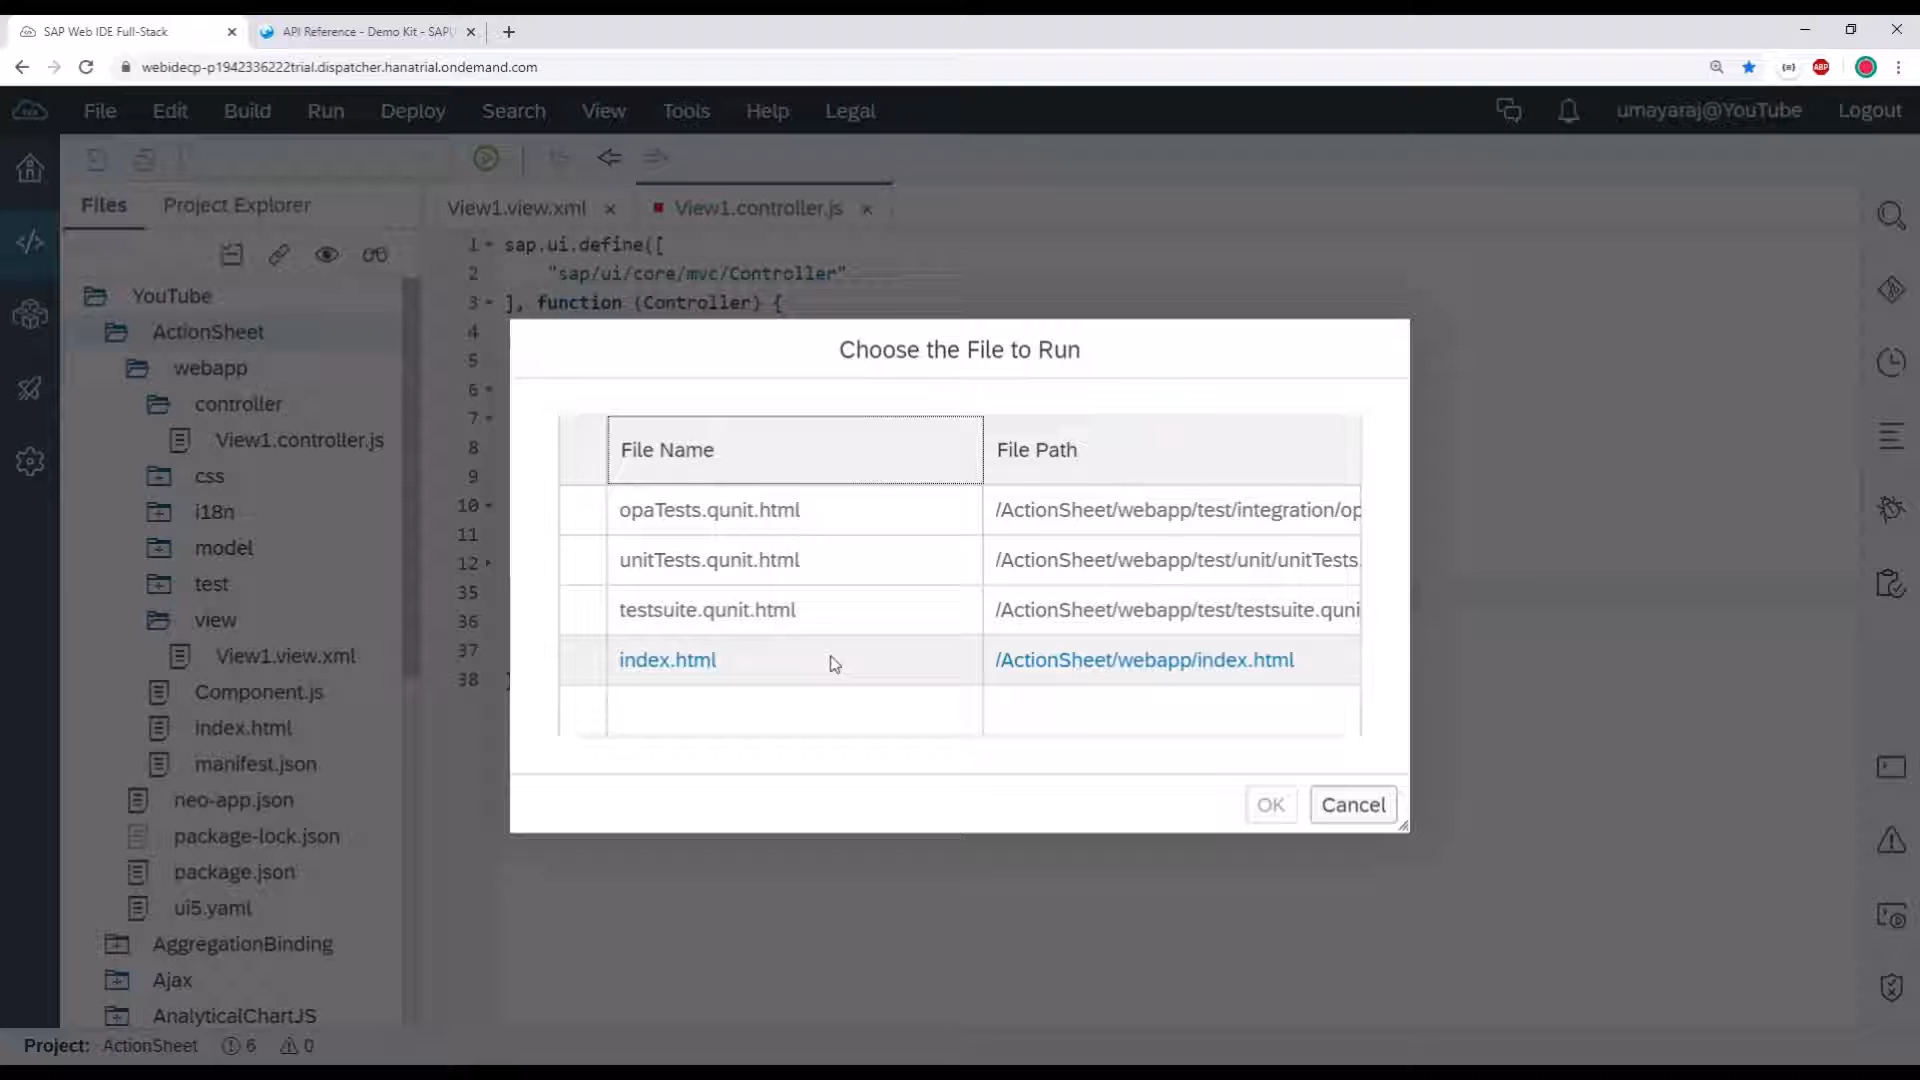 SAP Web IDE Full-Stack
API Reference - Demo Kit - SAPU
webidecp-p1942336222trial.dispatcher.hanatrial.ondemand.com
ABP
File Edit Build Run Deploy Search View Tools Help Legal
umayaraj@YouTube Logout
Files Project Explorer
View1.view.xml
View1.controller.js
YouTube
ActionSheet
webapp
controller
View1.controller.js
css
i18n
model
test
view
View1.view.xml
Component.js
index.html
manifest.json
neo-app.json
package-lock.json
package.json
ui5.yaml
AggregationBinding
Ajax
AnalyticalChartJS
1 sap.ui.define([
2 "sap/ui/core/mvc/Controller"
3 ], function (Controller) {
4
5
6
7
8
9
10
11
12
35
36
37
38
Choose the File to Run
File Name File Path
opaTests.qunit.html /ActionSheet/webapp/test/integration/op
unitTests.qunit.html /ActionSheet/webapp/test/unit/unitTests.
testsuite.qunit.html /ActionSheet/webapp/test/testsuite.quni
index.html /ActionSheet/webapp/index.html
OK Cancel
Project: ActionSheet 6 0